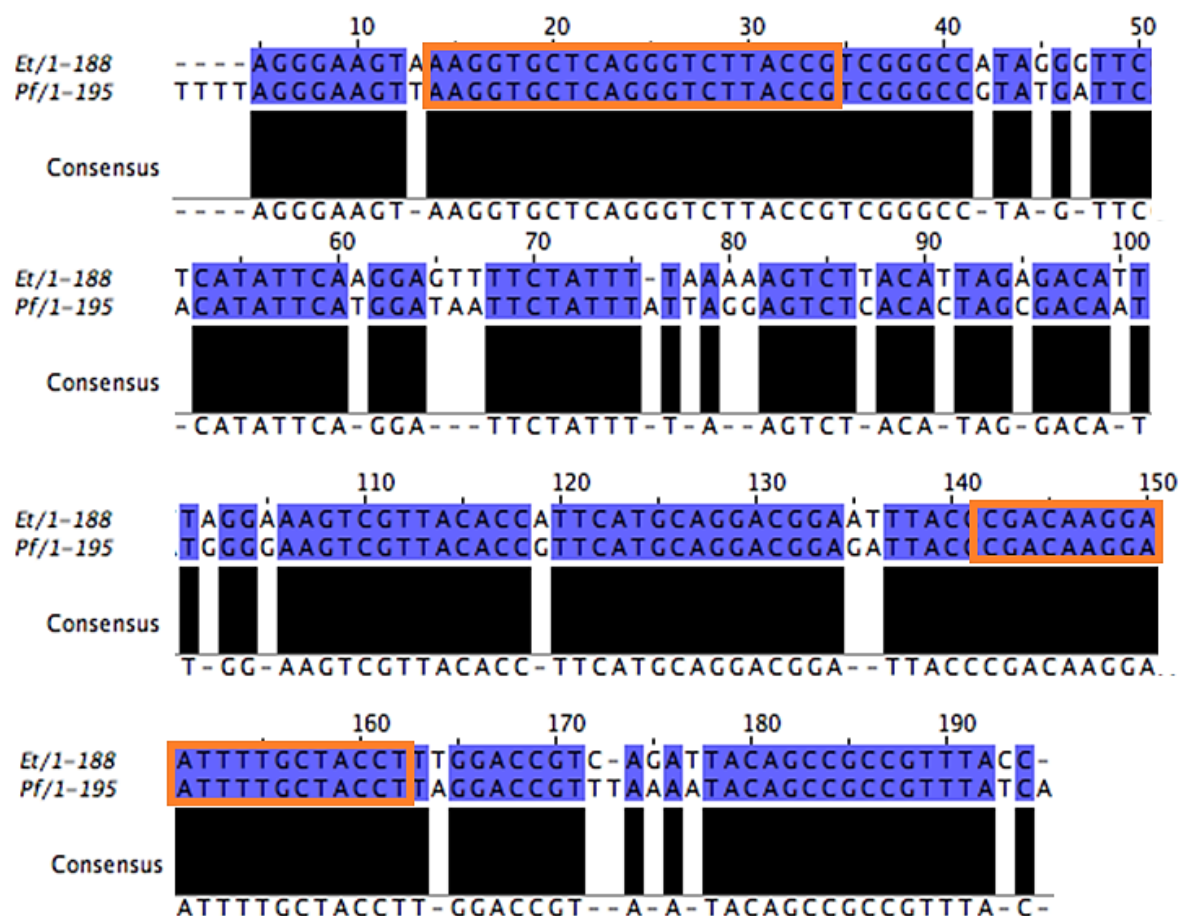 10 20 30 40 50
Et/1-188 ----AGGGAAGTAAAGGTGCTCAGGGTCTTACCGTCGGGCCATAGGGTTC
Pf/1-195 TTTTAGGGAAGTTAAGGTGCTCAGGGTCTTACCGTCGGGCCGTATGATTC
Consensus
----AGGGAAGT-AAGGTGCTCAGGGTCTTACCGTCGGGCC-TA-G-TTC
60 70 80 90 100
Et/1-188 TCATATTCAAGGAGTTTTCTATTT-TAAAAAGTCTTACATTAGAGACATT
Pf/1-195 ACATATTCATGGATAATTCTATTTATTAGGAGTCTCACACTAGCGACAAT
Consensus
-CATATTCA-GGA---TTCTATTT-T-A--AGTCT-ACA-TAG-GACA-T
110 120 130 140 150
Et/1-188 TAGGAAAGTCGTTACACCATTCATGCAGGACGGAATTTACCCGACAAGGA
Pf/1-195 TGGGGAAGTCGTTACACCGTTCATGCAGGACGGAGATTACCCGACAAGGA
Consensus
T-GG-AAGTCGTTACACC-TTCATGCAGGACGGA--TTACCCGACAAGGA
160 170 180 190
Et/1-188 ATTTTGCTACCTTTGGACCGTC-AGATTACAGCCGCCGTTTACC-
Pf/1-195 ATTTTGCTACCTTAGGACCGTTTAAAATACAGCCGCCGTTTATCA
Consensus
ATTTTGCTACCTT-GGACCGT--A-A-TACAGCCGCCGTTTA-C-